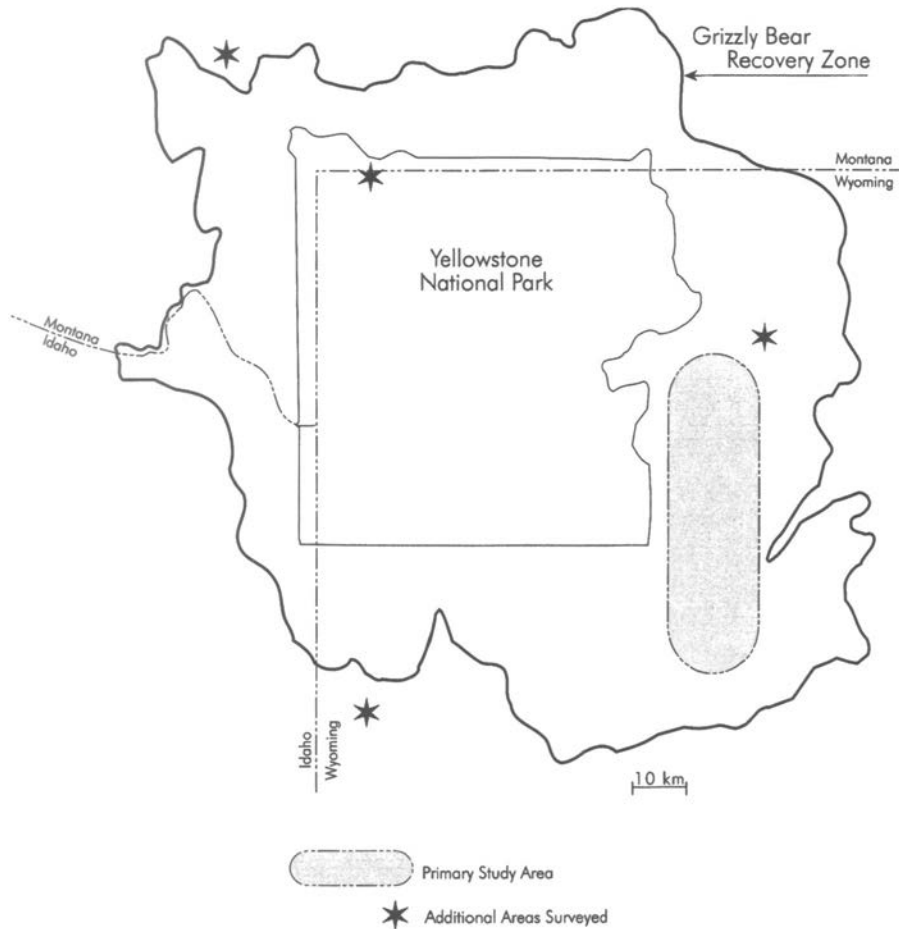 Grizzly Bear
Recovery Zone
Montana
Wyoming
Yellowstone
National Park
Montana
Idaho
Idaho
Wyoming
10 km
Primary Study Area
Additional Areas Surveyed